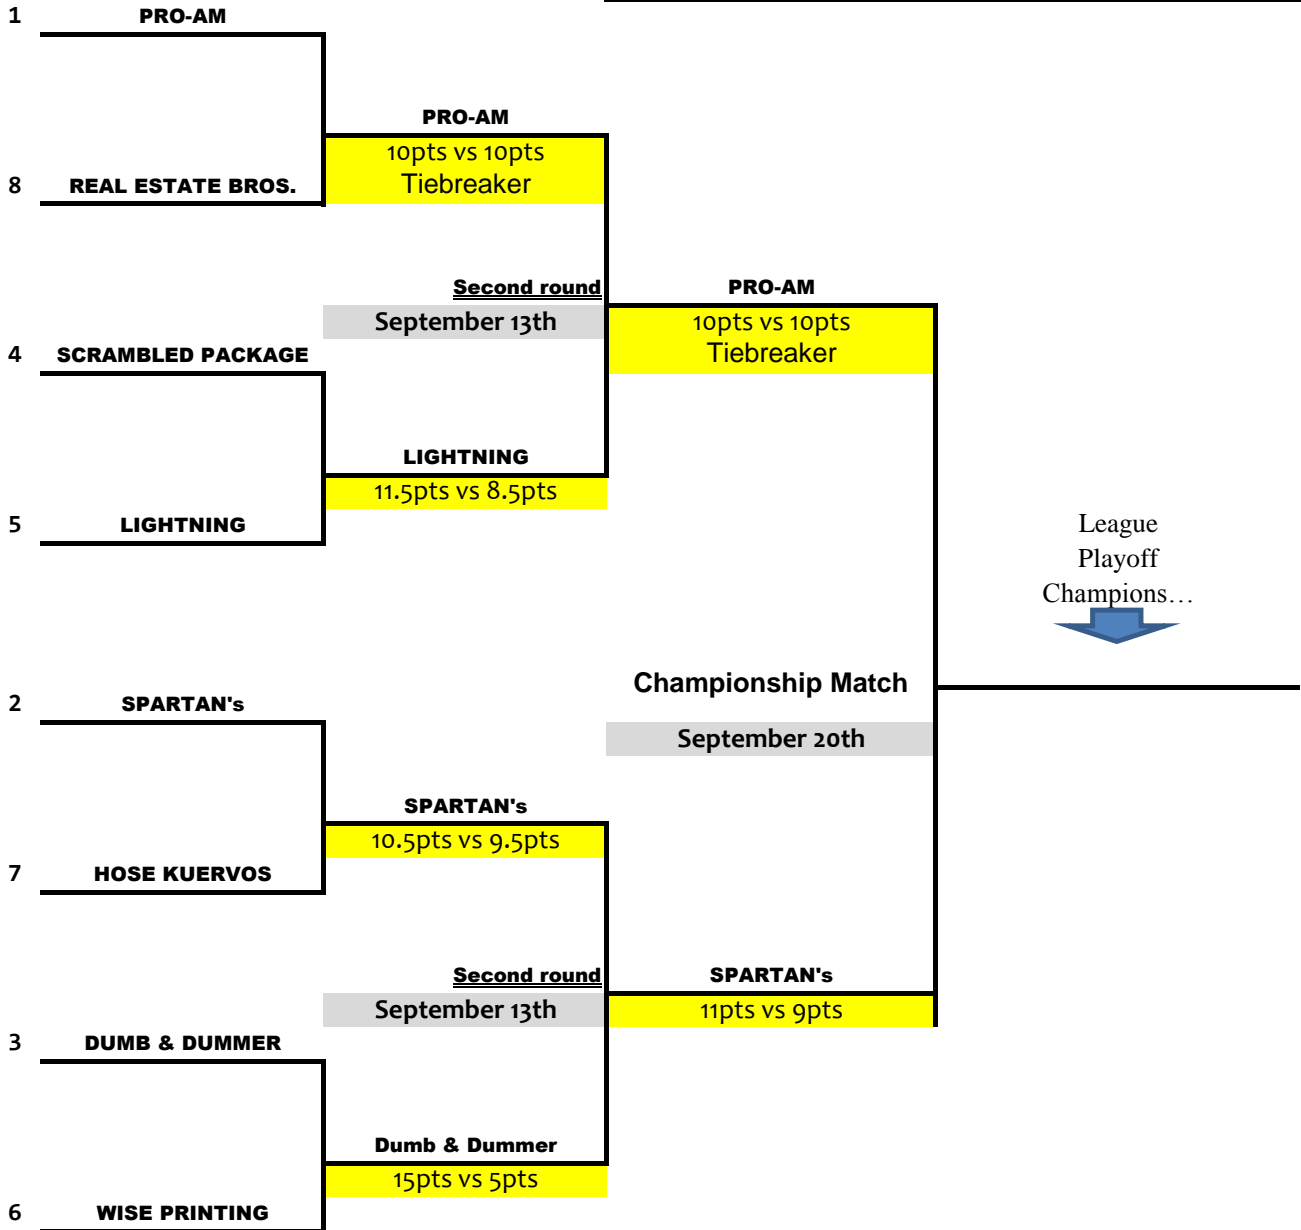 1 PRO-AM
PRO-AM
10pts vs 10pts
8 REAL ESTATE BROS. Tiebreaker
Second round PRO-AM
September 13th 10pts vs 10pts
4 SCRAMBLED PACKAGE Tiebreaker
LIGHTNING
11.5pts vs 8.5pts
5 LIGHTNING
League
Playoff
Champions…
Championship Match
2 SPARTAN's
September 20th
SPARTAN's
10.5pts vs 9.5pts
7 HOSE KUERVOS
Second round SPARTAN's
September 13th 11pts vs 9pts
3 DUMB & DUMMER
Dumb & Dummer
15pts vs 5pts
6 WISE PRINTING